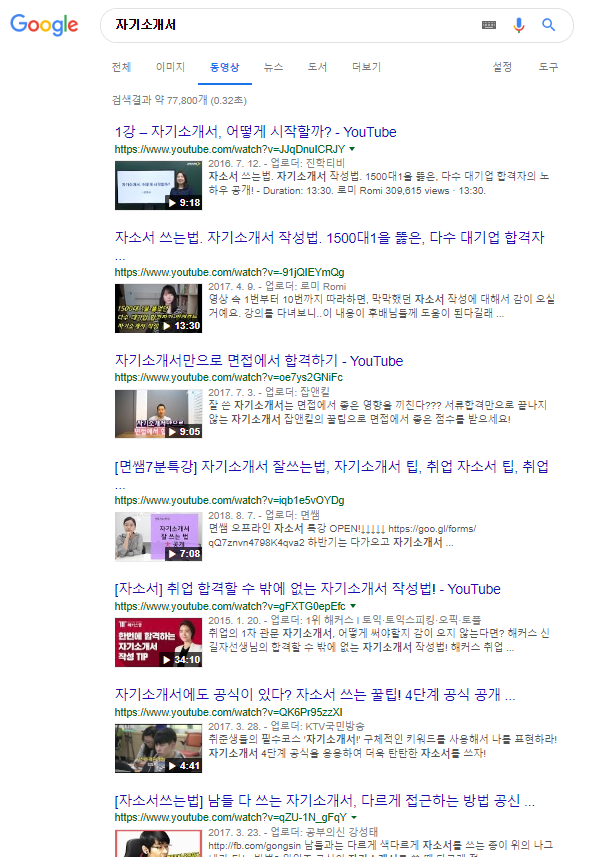 Google
자기소개서
전체 이미지 동영상 뉴스 도서 더보기 설정 도구
검색결과 약 77,800개 (0.32초)
1강 – 자기소개서, 어떻게 시작할까? - YouTube
https://www.youtube.com/watch?v=JJqDnuICRJY
2016. 7. 12. - 업로더: 진학티비
자소서 쓰는법. 자기소개서 작성법. 1500대1을 뚫은, 다수 대기업 합격자의 노
하우 공개! - Duration: 13:30. 로미 Romi 309,615 views · 13:30.
9:18
자소서 쓰는법. 자기소개서 작성법. 1500대1을 뚫은, 다수 대기업 합격자
...
https://www.youtube.com/watch?v=-91jQIEYmQg
2017. 4. 9. - 업로더: 로미 Romi
영상 속 1번부터 10번까지 따라하면, 막막했던 자소서 작성에 대해서 감이 오실
거예요. 강의를 다녀보니..이 내용이 후배님들께 도움이 된다길래 ...
13:30
자기소개서만으로 면접에서 합격하기 - YouTube
https://www.youtube.com/watch?v=oe7ys2GNiFc
2017. 7. 3. - 업로더: 잡앤킬
잘 쓴 자기소개서는 면접에서 좋은 영향을 끼친다??? 서류합격만으로 끝나지
않는 자기소개서 잡앤킬의 꿀팁으로 면접에서 좋은 점수를 받으세요!
9:05
[면쌤7분특강] 자기소개서 잘쓰는법, 자기소개서 팁, 취업 자소서 팁, 취업
...
https://www.youtube.com/watch?v=iqb1e5vOYDg
2018. 8. 7. - 업로더: 면쌤
면쌤 오프라인 자소서 특강 OPEN!⇩⇩⇩⇩⇩ https://goo.gl/forms/
qQ7znvn4798K4qva2 하반기는 다가오고 자기소개서 ...
자기소개서
잘 쓰는 법
공개
7:08
[자소서] 취업 합격할 수 밖에 없는 자기소개서 작성법! - YouTube
https://www.youtube.com/watch?v=gFXTG0epEfc
2015. 1. 20. - 업로더: 1위 해커스 l 토익·토익스피킹·오픽·토플
취업의 1차 관문 자기소개서, 어떻게 써야할지 감이 오지 않는다면? 해커스 신
길자선생님의 합격할 수 밖에 없는 자기소개서 작성법! 해커스 취업 ...
한번에 합격하는
자기소개서
작성 TIP
34:10
자기소개서에도 공식이 있다? 자소서 쓰는 꿀팁! 4단계 공식 공개 ...
https://www.youtube.com/watch?v=QK6Pr95zzXI
2017. 3. 28. - 업로더: KTV국민방송
취준생들의 필수코스 '자기소개서!' 구체적인 키워드를 사용해서 나를 표현하라!
자기소개서 4단계 공식을 응용하여 더욱 탄탄한 자소서를 쓰자!
4:41
[자소서쓰는법] 남들 다 쓰는 자기소개서, 다르게 접근하는 방법 공신 ...
https://www.youtube.com/watch?v=qZU-1N_gFqY
2017. 3. 23. - 업로더: 공부의신 강성태
http://fb.com/gongsin 남들과는 다르게 색다르게 자소서를 쓰는 종이 위의 나그